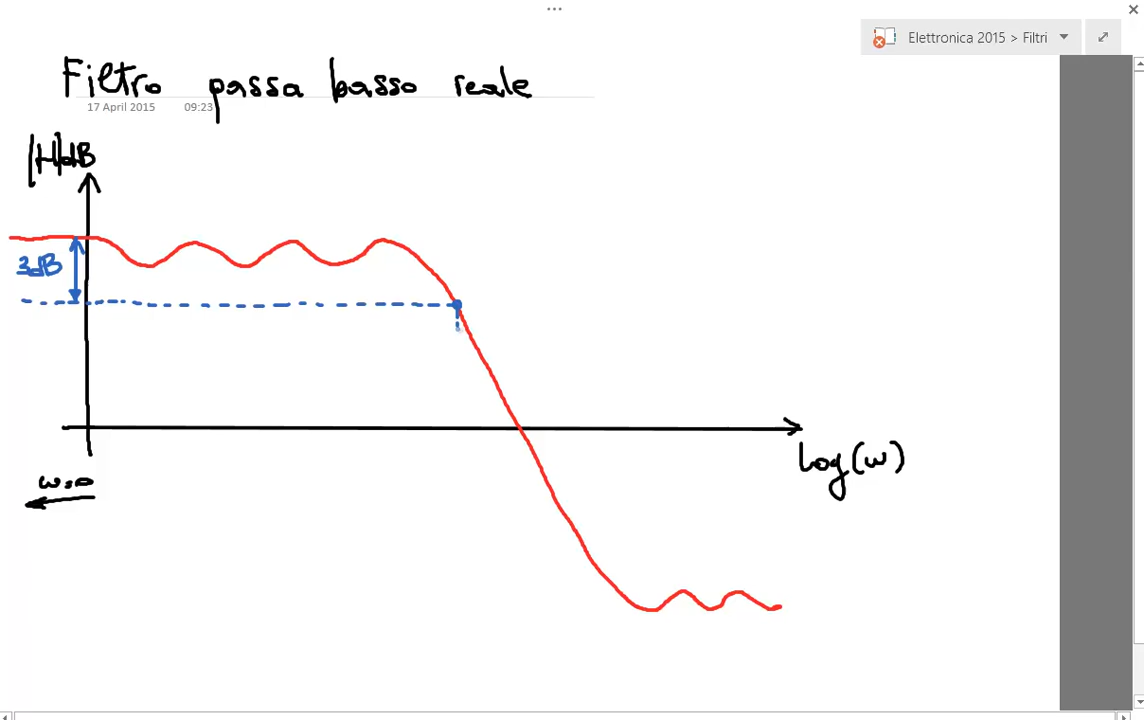 Elettronica 2015 > Filtri
Filtro passa basso reale
17 April 2015 09:23
|H|dB
3dB
log(w)
w=0